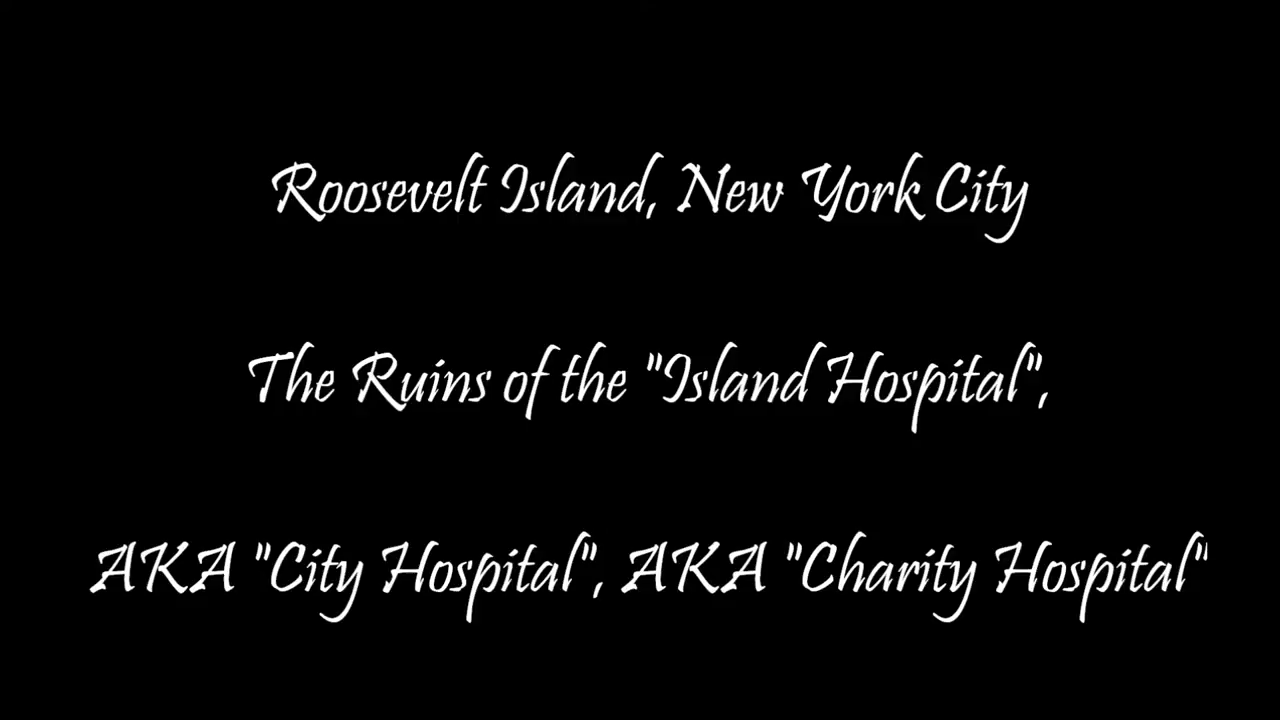 Roosevelt Island, New York City
The Ruins of the "Island Hospital",
AKA "City Hospital", AKA "Charity Hospital"